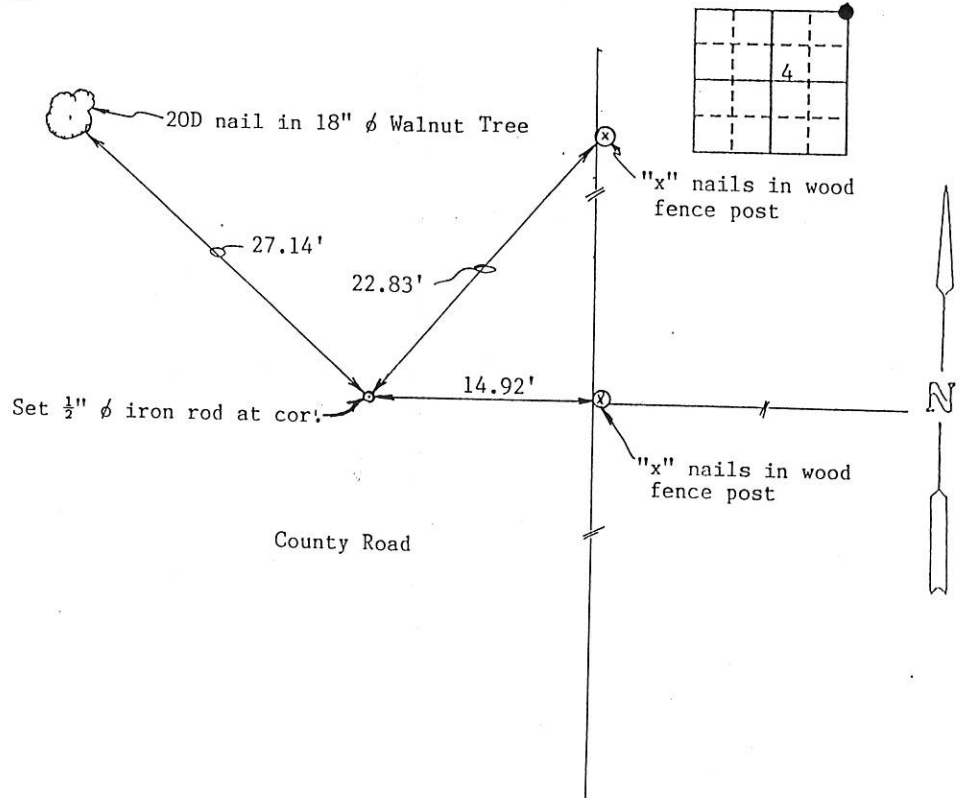 4
20D nail in 18" ϕ Walnut Tree
"x" nails in wood
fence post
27.14'
22.83'
14.92'
Set ½" ϕ iron rod at cor.
N
"x" nails in wood
fence post
County Road